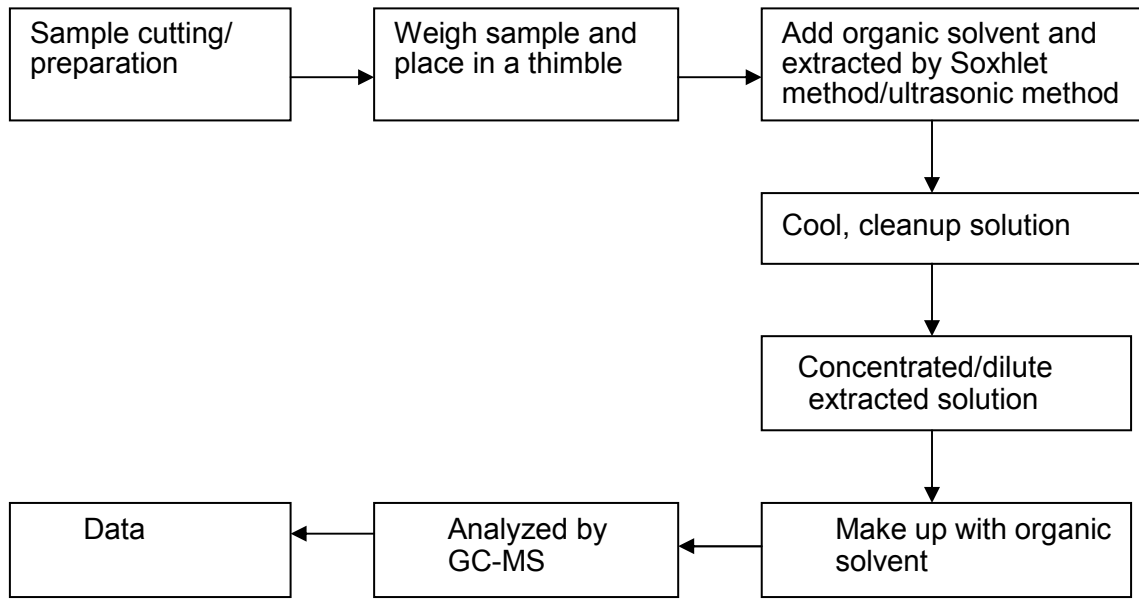 Sample cutting/
preparation
Weigh sample and
place in a thimble
Add organic solvent and
extracted by Soxhlet
method/ultrasonic method
Cool, cleanup solution
Concentrated/dilute
extracted solution
Make up with organic
solvent
Analyzed by
GC-MS
Data